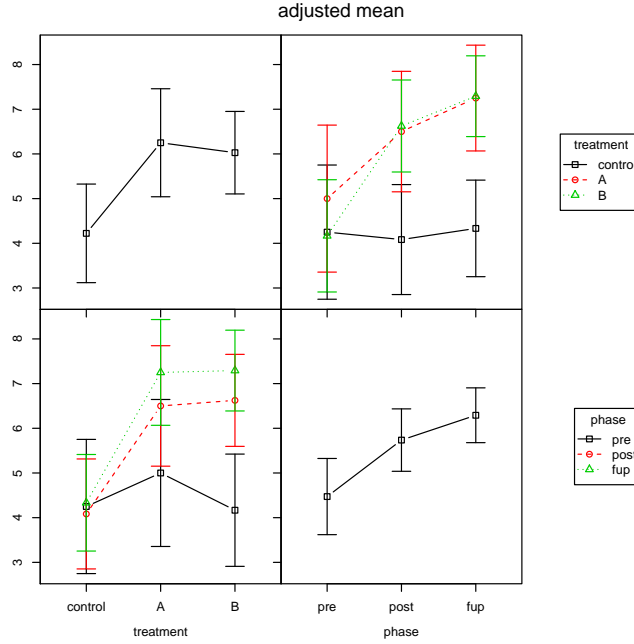 adjusted mean
8
7
6
5
4
3
treatment
control
A
B
8
7
6
5
4
3
control A B
treatment
pre post fup
phase
phase
pre
post
fup